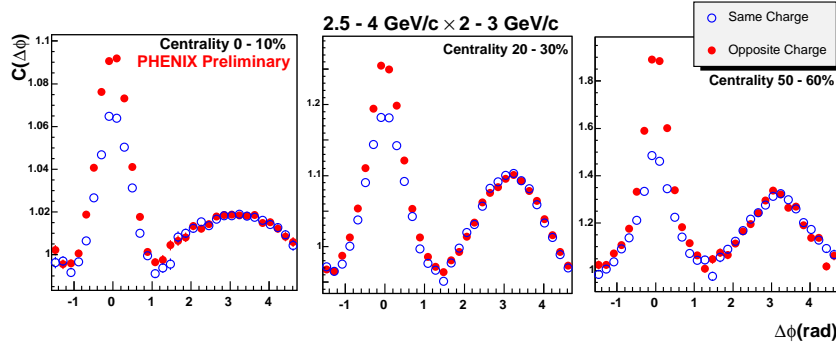 2.5 - 4 GeV/c × 2 - 3 GeV/c
Same Charge
Opposite Charge
C(Δϕ)
Centrality 0 - 10%
PHENIX Preliminary
Centrality 20 - 30%
Centrality 50 - 60%
1.1
1.08
1.06
1.04
1.02
1
-1 0 1 2 3 4
1.2
1.1
1
-1 0 1 2 3 4
1.8
1.6
1.4
1.2
1
-1 0 1 2 3 4
Δϕ(rad)